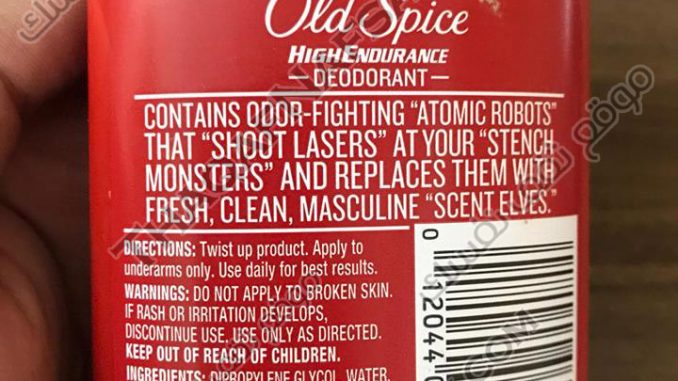 Old Spice
HIGH ENDURANCE
DEODORANT
CONTAINS ODOR-FIGHTING "ATOMIC ROBOTS"
THAT "SHOOT LASERS" AT YOUR "STENCH
MONSTERS" AND REPLACES THEM WITH
FRESH, CLEAN, MASCULINE "SCENT ELVES."
DIRECTIONS: Twist up product. Apply to
underarms only. Use daily for best results.
WARNINGS: DO NOT APPLY TO BROKEN SKIN.
IF RASH OR IRRITATION DEVELOPS,
DISCONTINUE USE. USE ONLY AS DIRECTED.
KEEP OUT OF REACH OF CHILDREN.
INGREDIENTS: DIPROPYLENE GLYCOL, WATER,
0 12044 0